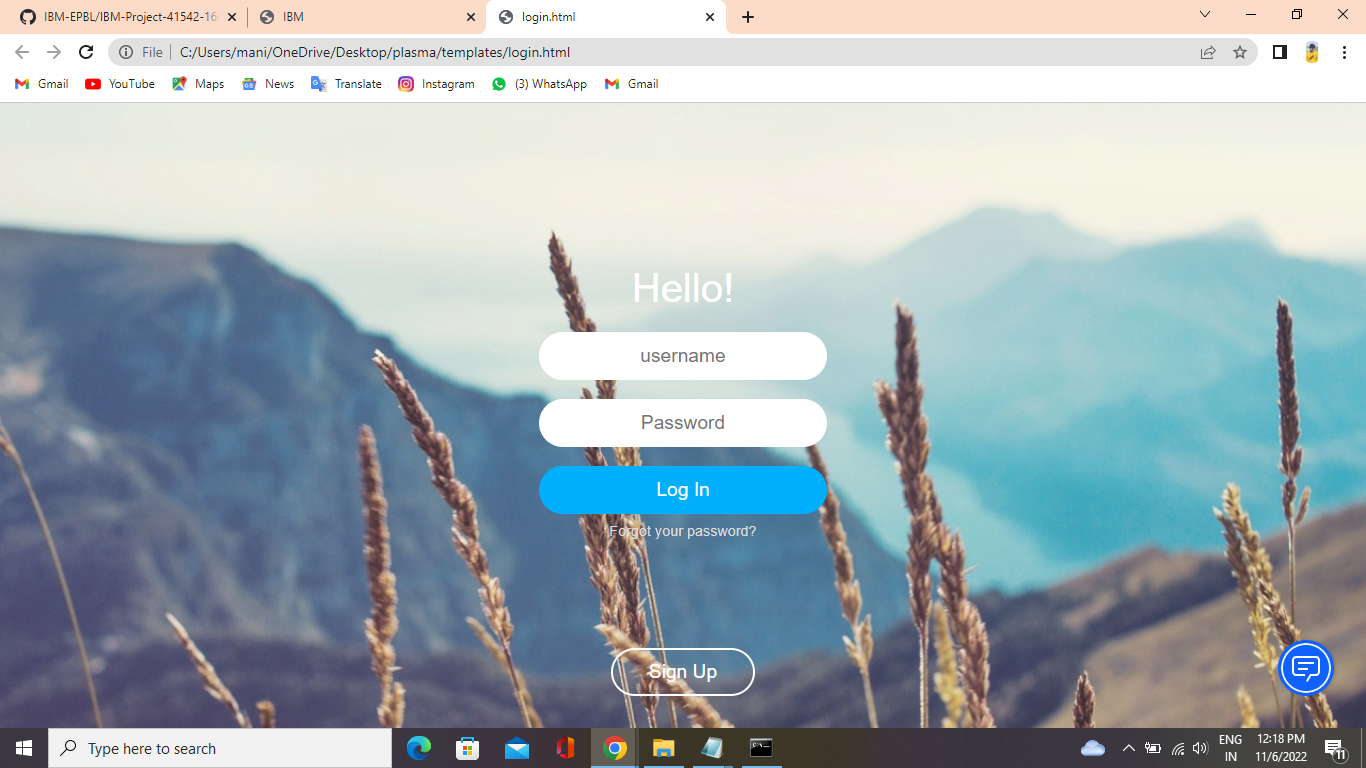 IBM-EPBL/IBM-Project-41542-16
IBM
login.html
File
C:/Users/mani/OneDrive/Desktop/plasma/templates/login.html
Gmail
YouTube
Maps
News
Translate
Instagram
(3) WhatsApp
Gmail
Hello!
username
Password
Log In
Forgot your password?
Sign Up
Type here to search
ENG
IN
12:18 PM
11/6/2022
11